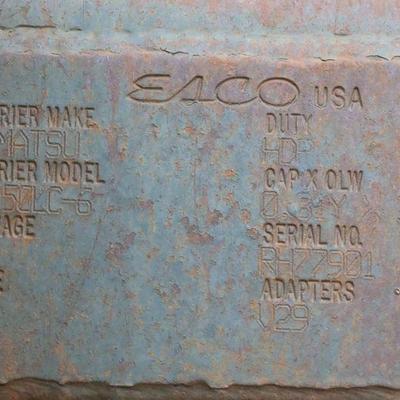 ESCO USA
RIER MAKE
MATSU
RIER MODEL
50LC-6
AGE
E
DUTY
HDP
CAP X OLW
SERIAL NO.
RH77901
ADAPTERS
V29